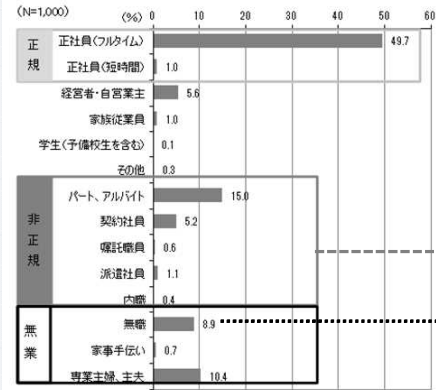 (N=1,000)
(%) 0 10 20 30 40 50 60
正規
正社員(フルタイム) 49.7
正社員(短時間) 1.0
経営者・自営業主 5.6
家族従業員 1.0
学生(予備校生を含む) 0.1
その他 0.3
非正規
パート、アルバイト 15.0
契約社員 5.2
嘱託職員 0.6
派遣社員 1.1
内職 0.4
無業
無職 8.9
家事手伝い 0.7
専業主婦、主夫 10.4